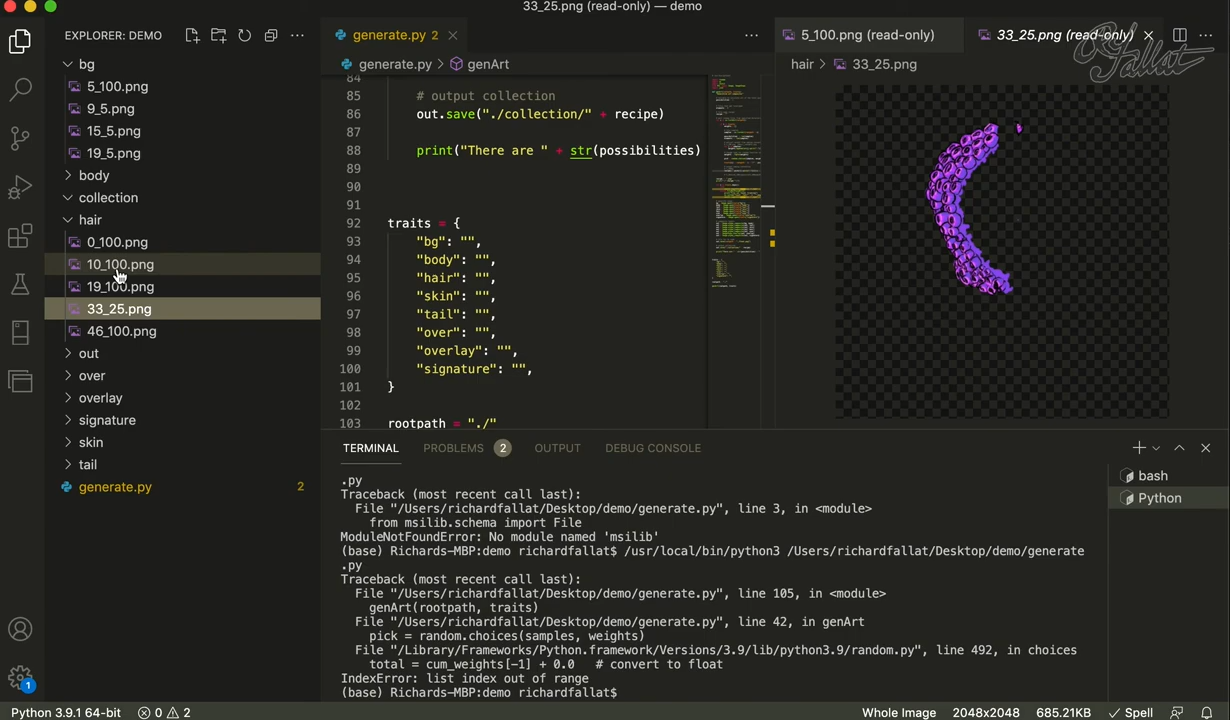 33_25.png (read-only) — demo
EXPLORER: DEMO
bg
5_100.png
9_5.png
15_5.png
19_5.png
body
collection
hair
0_100.png
10_100.png
19_100.png
33_25.png
46_100.png
out
over
overlay
signature
skin
tail
generate.py 2
generate.py 2
generate.py genArt
84
85 # output collection
86 out.save("./collection/" + recipe)
87
88 print("There are " + str(possibilities)
89
90
91
92 traits = {
93 "bg": "",
94 "body": "",
95 "hair": "",
96 "skin": "",
97 "tail": "",
98 "over": "",
99 "overlay": "",
100 "signature": "",
101 }
102
103 rootpath = "./"
5_100.png (read-only) 33_25.png (read-only)
hair 33_25.png
Fallat
TERMINAL PROBLEMS 2 OUTPUT DEBUG CONSOLE
.py
Traceback (most recent call last):
File "/Users/richardfallat/Desktop/demo/generate.py", line 3, in <module>
from msilib.schema import File
ModuleNotFoundError: No module named 'msilib'
(base) Richards-MBP:demo richardfallat$ /usr/local/bin/python3 /Users/richardfallat/Desktop/demo/generate
.py
Traceback (most recent call last):
File "/Users/richardfallat/Desktop/demo/generate.py", line 105, in <module>
genArt(rootpath, traits)
File "/Users/richardfallat/Desktop/demo/generate.py", line 42, in genArt
pick = random.choices(samples, weights)
File "/Library/Frameworks/Python.framework/Versions/3.9/lib/python3.9/random.py", line 492, in choices
total = cum_weights[-1] + 0.0 # convert to float
IndexError: list index out of range
(base) Richards-MBP:demo richardfallat$
bash
Python
1
Python 3.9.1 64-bit 0 2 Whole Image 2048x2048 685.21KB Spell